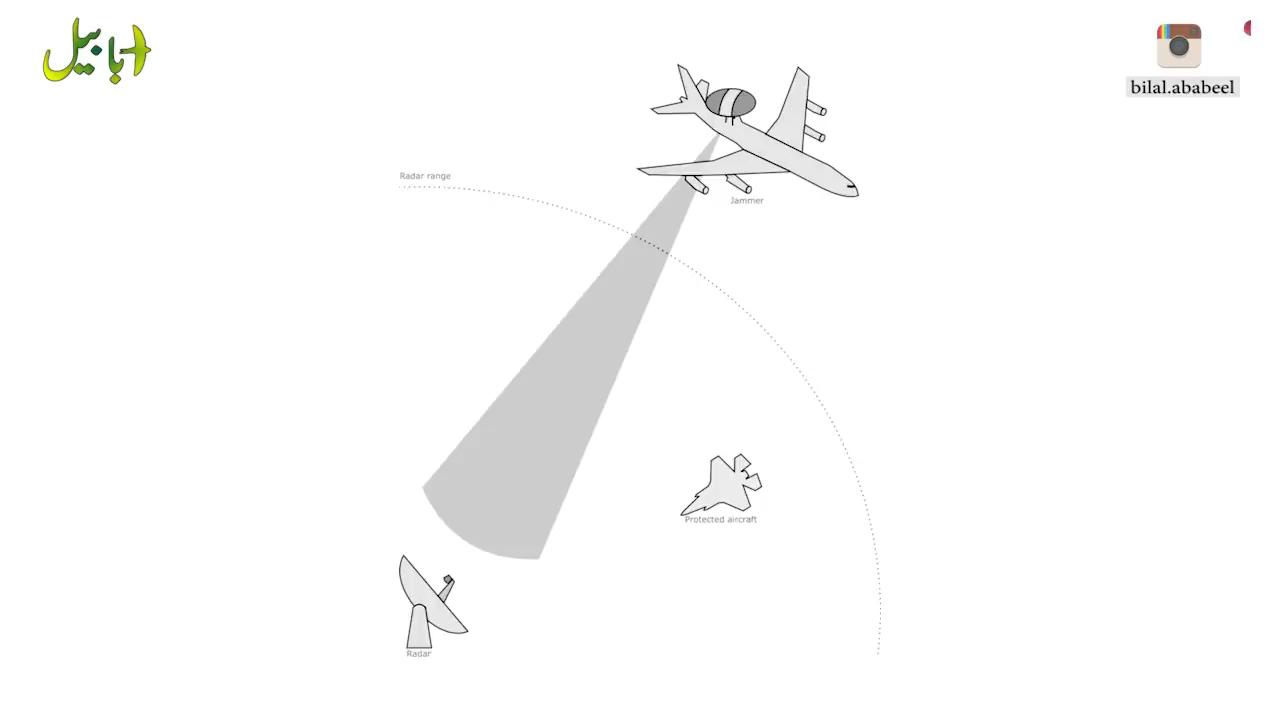 ابابیل
bilal.ababeel
Radar range
Jammer
Protected aircraft
Radar